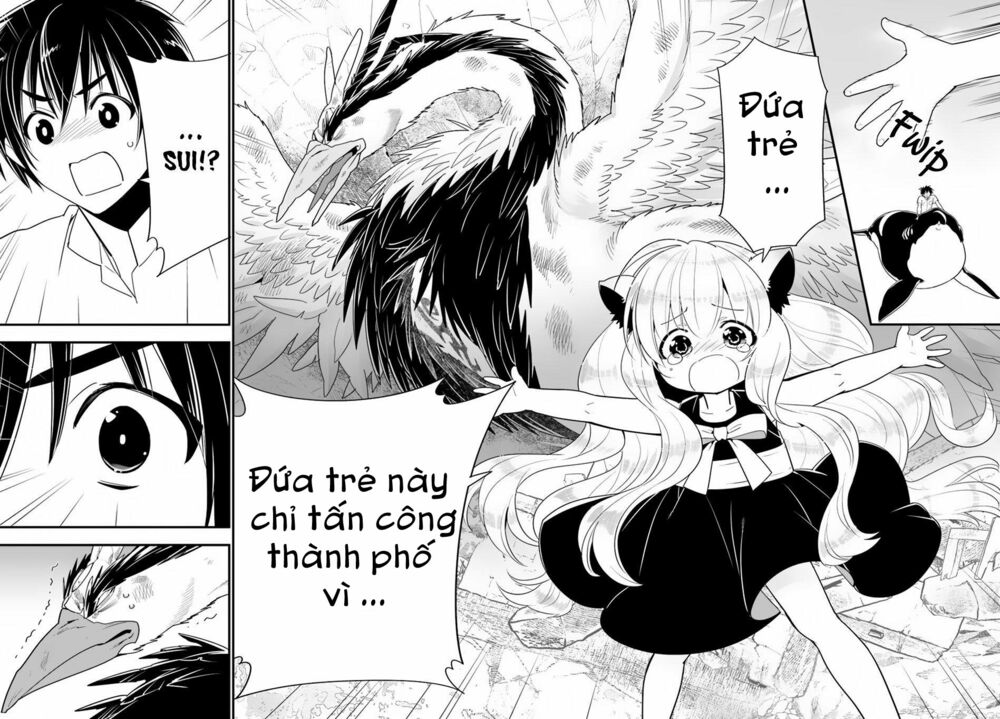 Fwip
Đứa
trẻ
...
...
SUI!?
Đứa trẻ này
chỉ tấn công
thành phố
vì ...